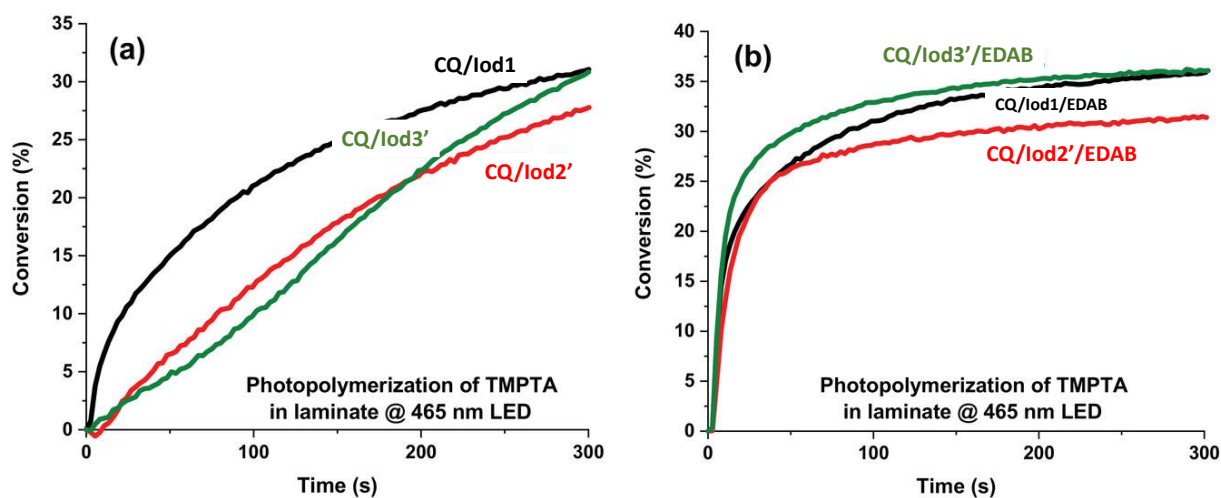 (a)
CQ/Iod1
CQ/Iod3’
CQ/Iod2’
Photopolymerization of TMPTA
in laminate @ 465 nm LED
Conversion (%)
35
30
25
20
15
10
5
0
0 100 200 300
Time (s)
(b)
CQ/Iod3’/EDAB
CQ/Iod1/EDAB
CQ/Iod2’/EDAB
Photopolymerization of TMPTA
in laminate @ 465 nm LED
Conversion (%)
40
35
30
25
20
15
10
5
0
0 100 200 300
Time (s)